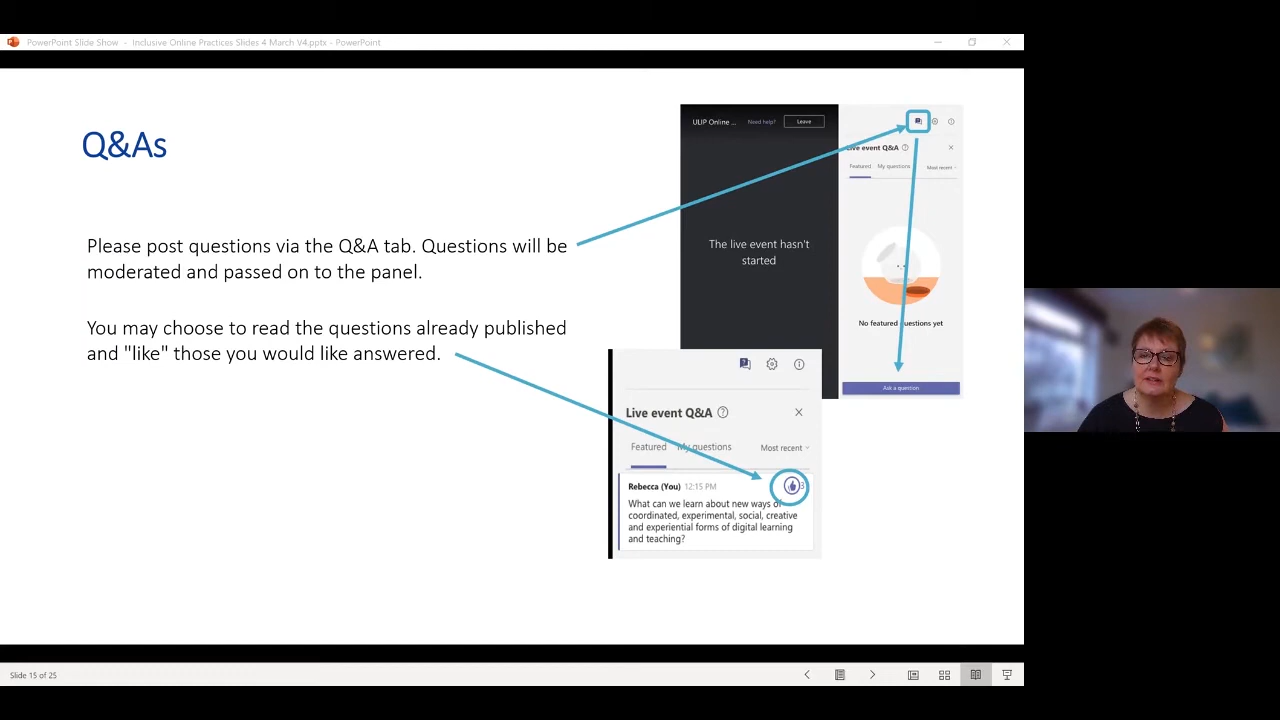 PowerPoint Slide Show - Inclusive Online Practices Slides 4 March V4.pptx - PowerPoint
Q&As
Please post questions via the Q&A tab. Questions will be
moderated and passed on to the panel.
You may choose to read the questions already published
and "like" those you would like answered.
ULIP Online ...
Need help?
Leave
The live event hasn't
started
Live event Q&A
Featured
My questions
Most recent
No featured questions yet
Ask a question
Live event Q&A
Featured
My questions
Most recent
Rebecca (You) 12:15 PM
3
What can we learn about new ways of
coordinated, experimental, social, creative
and experiential forms of digital learning
and teaching?
Slide 15 of 25